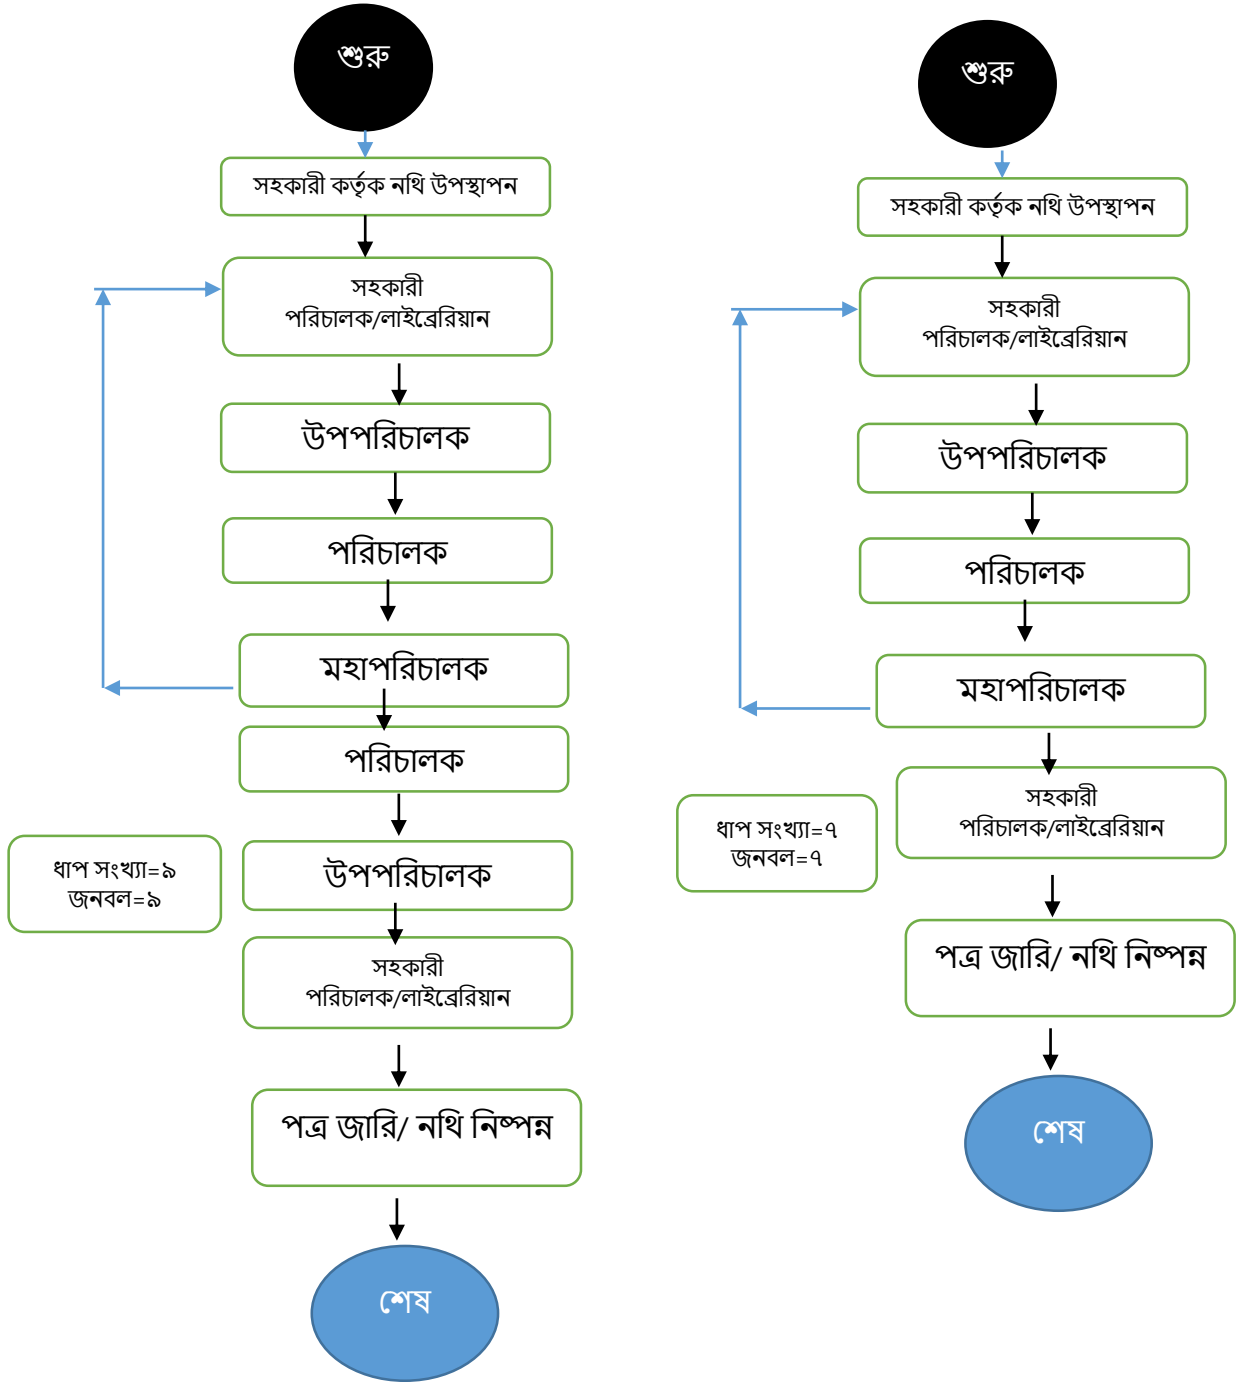 শুরু
সহকারী কর্তৃক নথি উপস্থাপন
সহকারী
পরিচালক/লাইব্রেরিয়ান
উপপরিচালক
পরিচালক
মহাপরিচালক
পরিচালক
উপপরিচালক
ধাপ সংখ্যা=৯
জনবল=৯
সহকারী
পরিচালক/লাইব্রেরিয়ান
পত্র জারি/ নথি নিষ্পন্ন
শেষ
শুরু
সহকারী কর্তৃক নথি উপস্থাপন
সহকারী
পরিচালক/লাইব্রেরিয়ান
উপপরিচালক
পরিচালক
মহাপরিচালক
সহকারী
পরিচালক/লাইব্রেরিয়ান
ধাপ সংখ্যা=৭
জনবল=৭
পত্র জারি/ নথি নিষ্পন্ন
শেষ